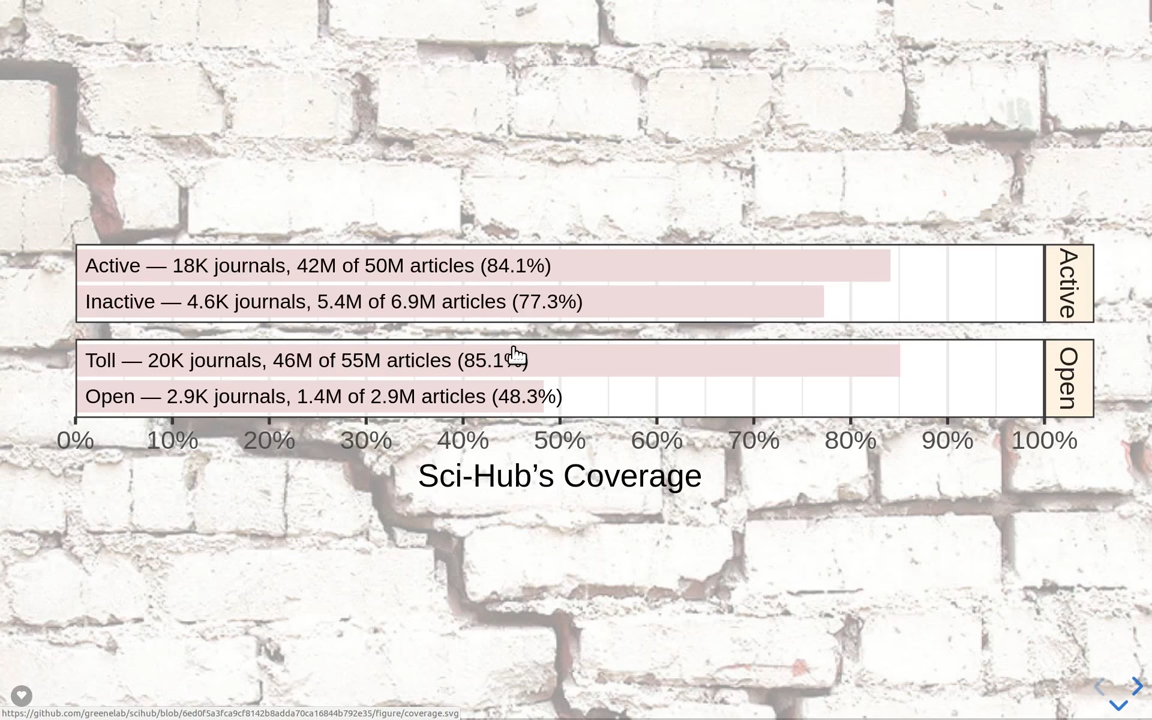 Active — 18K journals, 42M of 50M articles (84.1%)
Inactive — 4.6K journals, 5.4M of 6.9M articles (77.3%)
Active
Toll — 20K journals, 46M of 55M articles (85.1%)
Open — 2.9K journals, 1.4M of 2.9M articles (48.3%)
Open
0% 10% 20% 30% 40% 50% 60% 70% 80% 90% 100%
Sci-Hub’s Coverage
https://github.com/greenelab/scihub/blob/6ed0f5a3fca9cf8142b8adda70ca16844b792e35/figure/coverage.svg